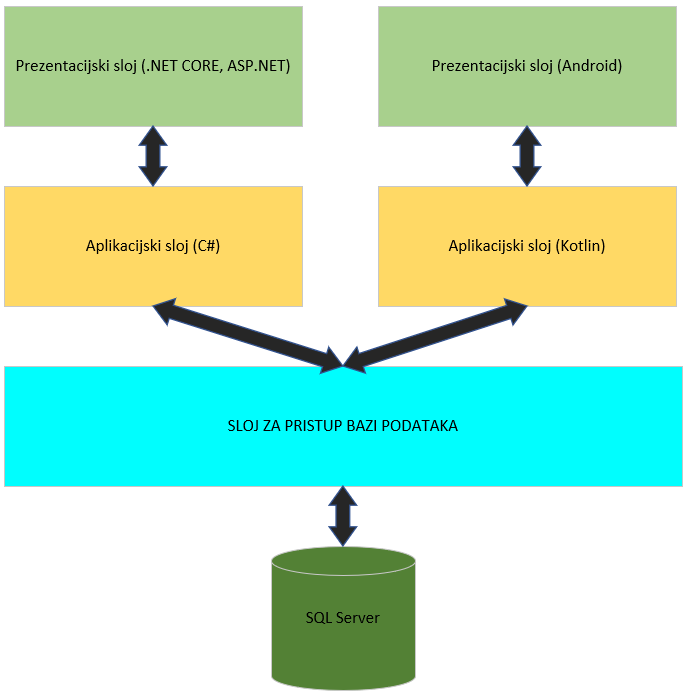 Prezentacijski sloj (.NET CORE, ASP.NET)
Prezentacijski sloj (Android)
Aplikacijski sloj (C#)
Aplikacijski sloj (Kotlin)
SLOJ ZA PRISTUP BAZI PODATAKA
SQL Server